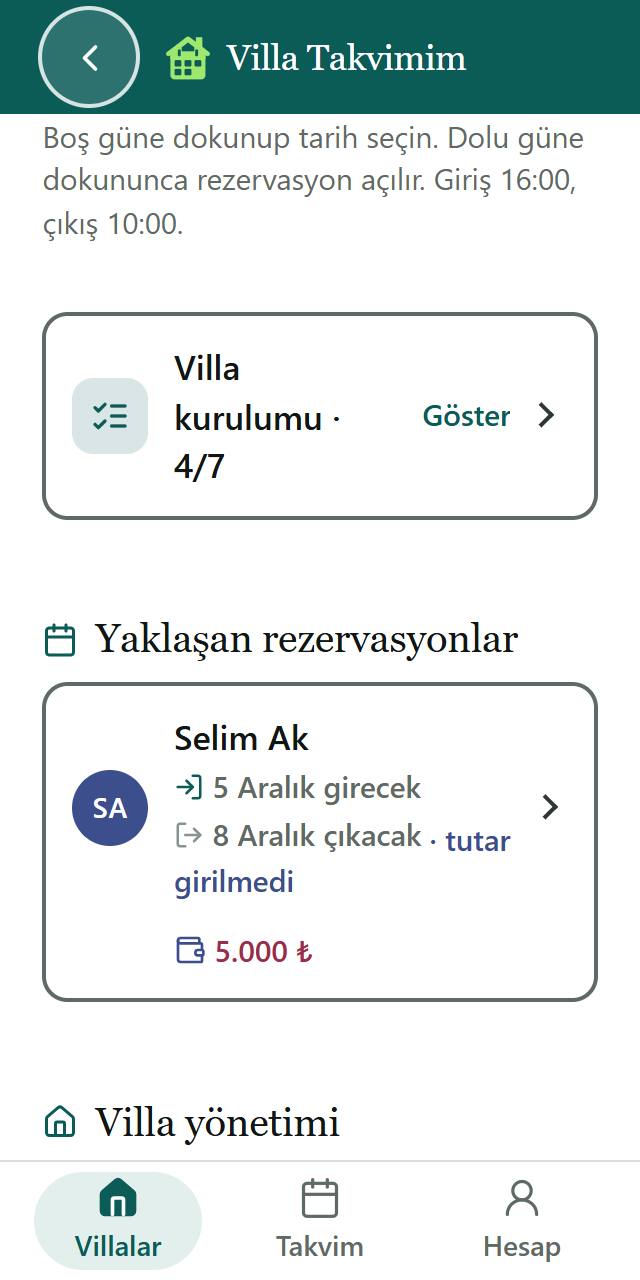 Villa Takvimim
Boş güne dokunup tarih seçin. Dolu güne
dokununca rezervasyon açılır. Giriş 16:00,
çıkış 10:00.
Villa
kurulumu ·
4/7
Göster
Yaklaşan rezervasyonlar
Selim Ak
SA
5 Aralık girecek
8 Aralık çıkacak · tutar
girilmedi
5.000 ₺
Villa yönetimi
Villalar
Takvim
Hesap